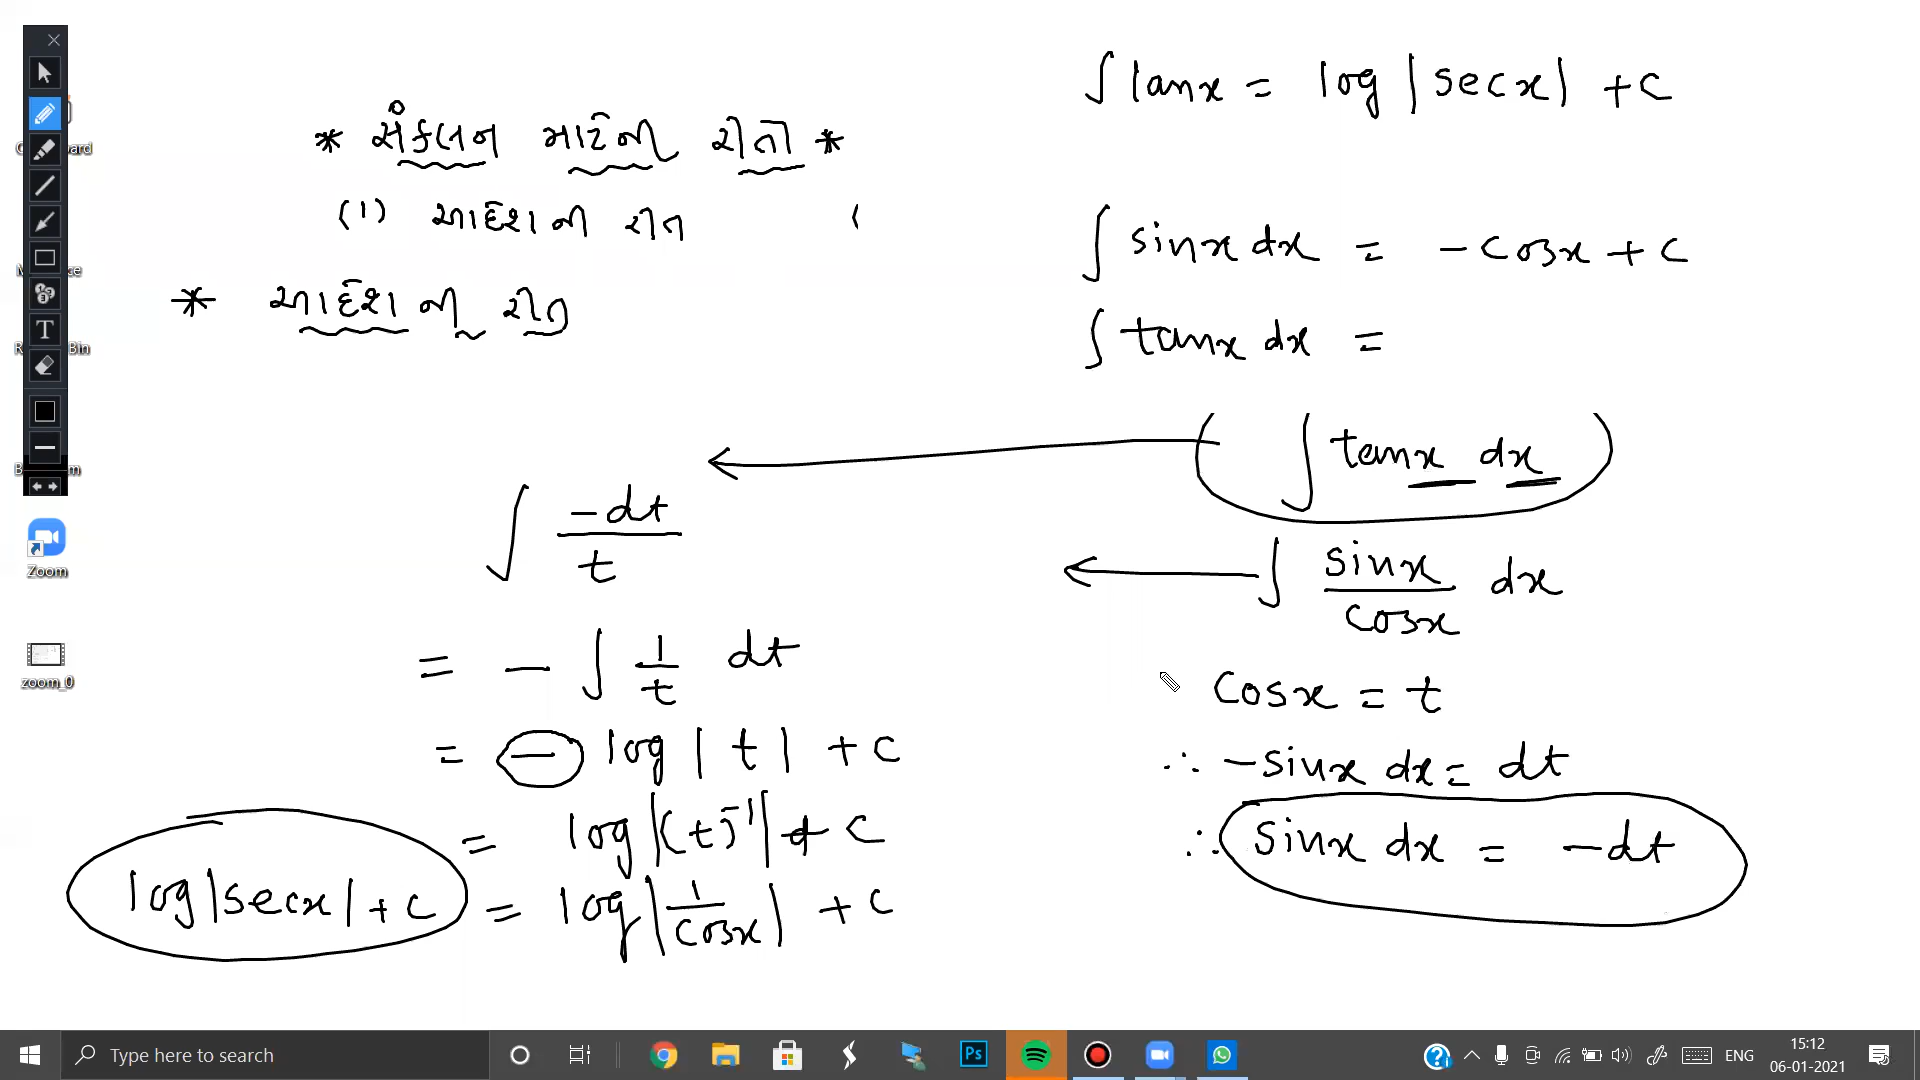 * સંકલન માટેની રીતો *
(1) આદેશની રીત (
* આદેશની રીત
∫ tanx = log |secx| + c
∫ sinx dx = -cosx + c
∫ tanx dx =
∫ tanx dx
∫ sinx/cosx dx
cosx = t
∴ -sinx dx = dt
∴ sinx dx = -dt
∫ -dt/t
= - ∫ 1/t dt
= - log | t | + c
= log |(t)⁻¹| + c
= log |1/cosx| + c
log |secx| + c
Zoom
zoom_0
Type here to search
ENG
15:12
06-01-2021